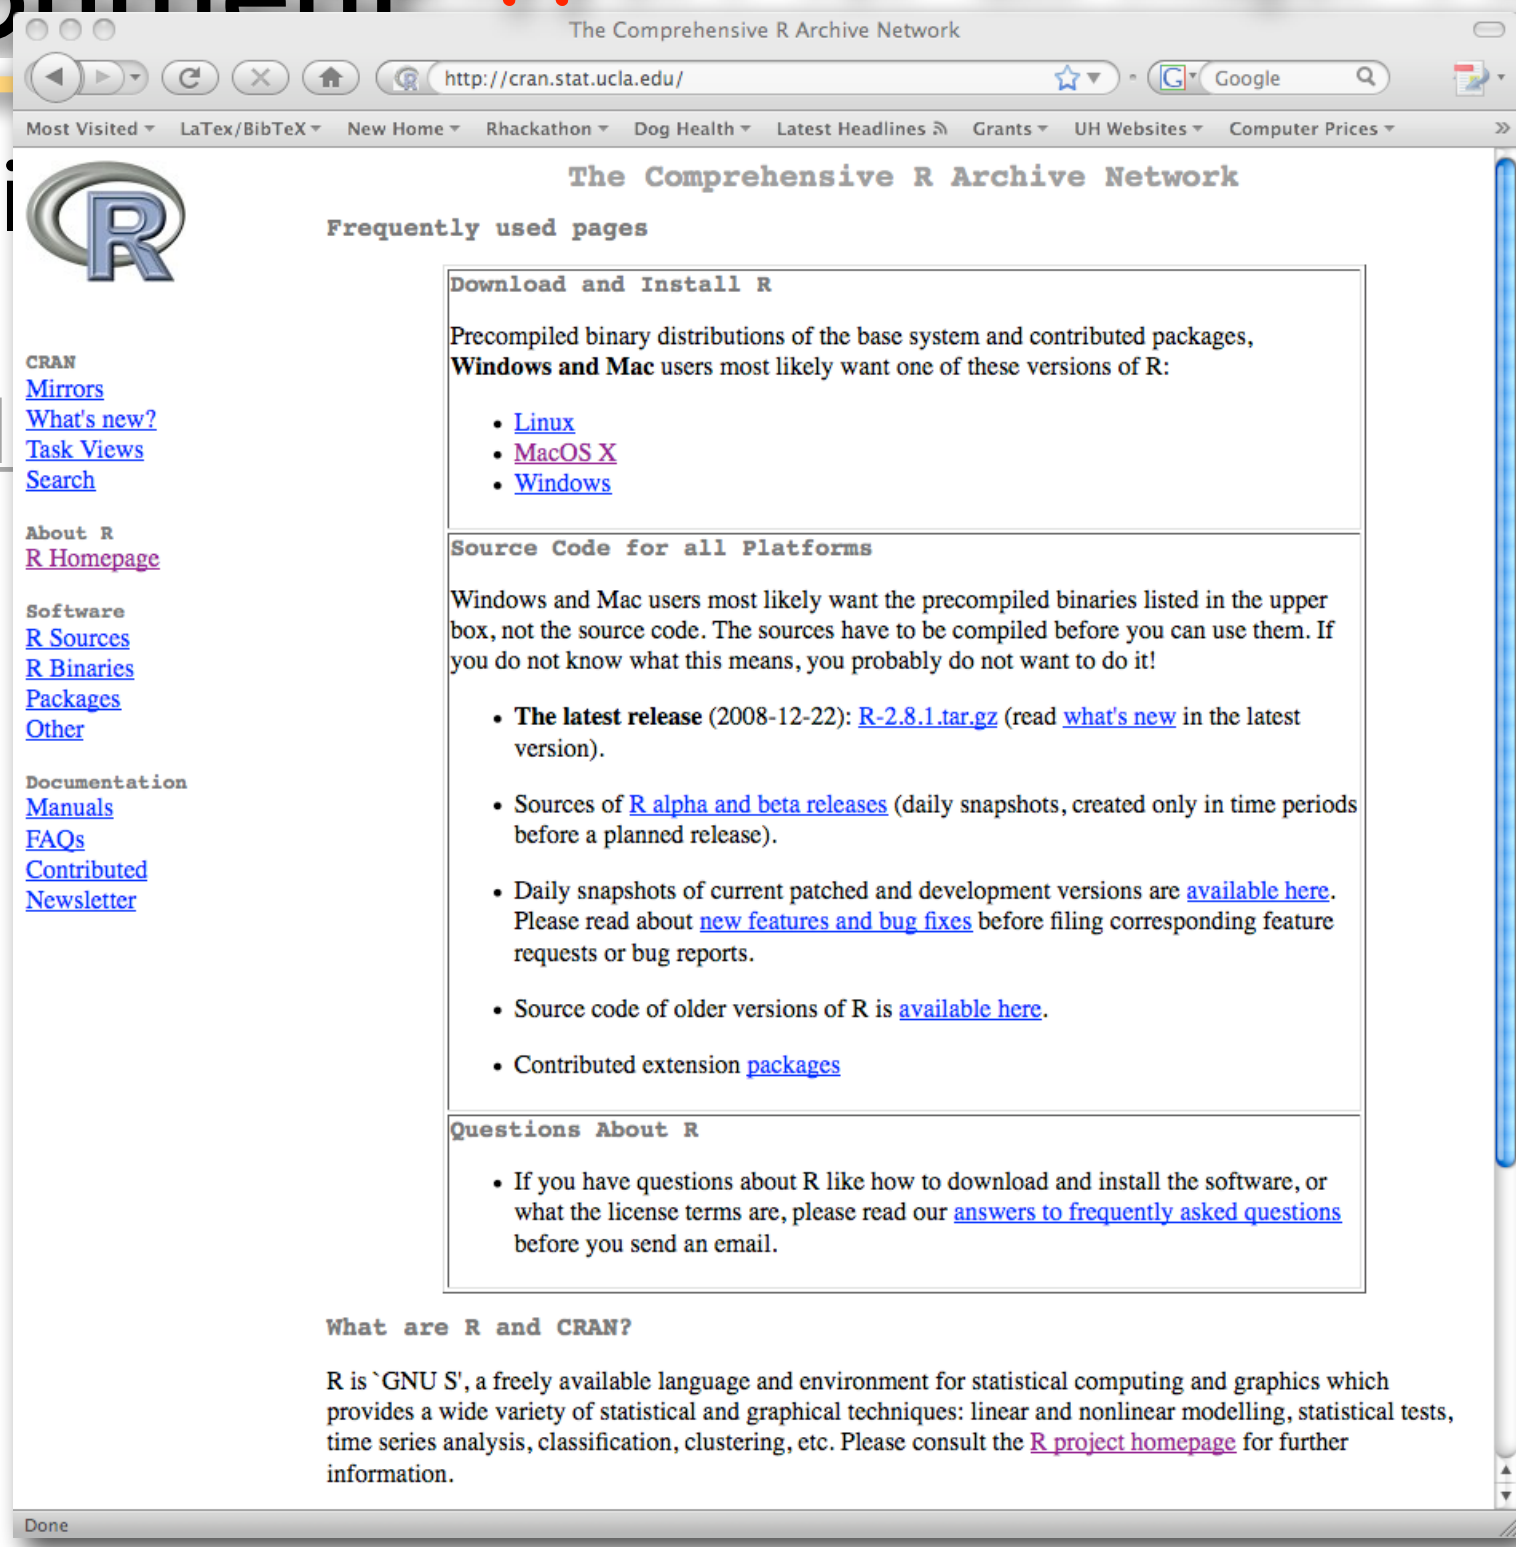 The Comprehensive R Archive Network
http://cran.stat.ucla.edu/
Google
Most Visited
LaTex/BibTeX
New Home
Rhackathon
Dog Health
Latest Headlines
Grants
UH Websites
Computer Prices
R
CRAN
Mirrors
What's new?
Task Views
Search
About R
R Homepage
Software
R Sources
R Binaries
Packages
Other
Documentation
Manuals
FAQs
Contributed
Newsletter
The Comprehensive R Archive Network
Frequently used pages
Download and Install R
Precompiled binary distributions of the base system and contributed packages,
Windows and Mac users most likely want one of these versions of R:
• Linux
• MacOS X
• Windows
Source Code for all Platforms
Windows and Mac users most likely want the precompiled binaries listed in the upper
box, not the source code. The sources have to be compiled before you can use them. If
you do not know what this means, you probably do not want to do it!
• The latest release (2008-12-22): R-2.8.1.tar.gz (read what's new in the latest
version).
• Sources of R alpha and beta releases (daily snapshots, created only in time periods
before a planned release).
• Daily snapshots of current patched and development versions are available here.
Please read about new features and bug fixes before filing corresponding feature
requests or bug reports.
• Source code of older versions of R is available here.
• Contributed extension packages
Questions About R
• If you have questions about R like how to download and install the software, or
what the license terms are, please read our answers to frequently asked questions
before you send an email.
What are R and CRAN?
R is `GNU S', a freely available language and environment for statistical computing and graphics which
provides a wide variety of statistical and graphical techniques: linear and nonlinear modelling, statistical tests,
time series analysis, classification, clustering, etc. Please consult the R project homepage for further
information.
Done